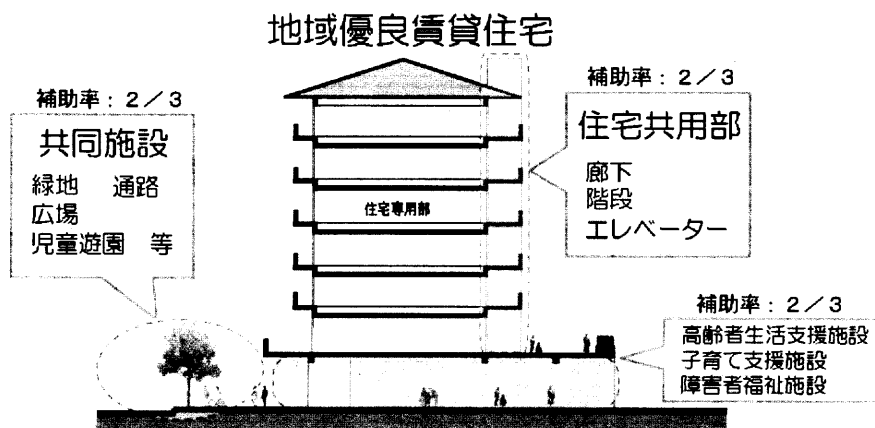 地域優良賃貸住宅
補助率：２／３
共同施設
緑地　通路
広場
児童遊園　等
住宅専用部
補助率：２／３
住宅共用部
廊下
階段
エレベーター
補助率：２／３
高齢者生活支援施設
子育て支援施設
障害者福祉施設